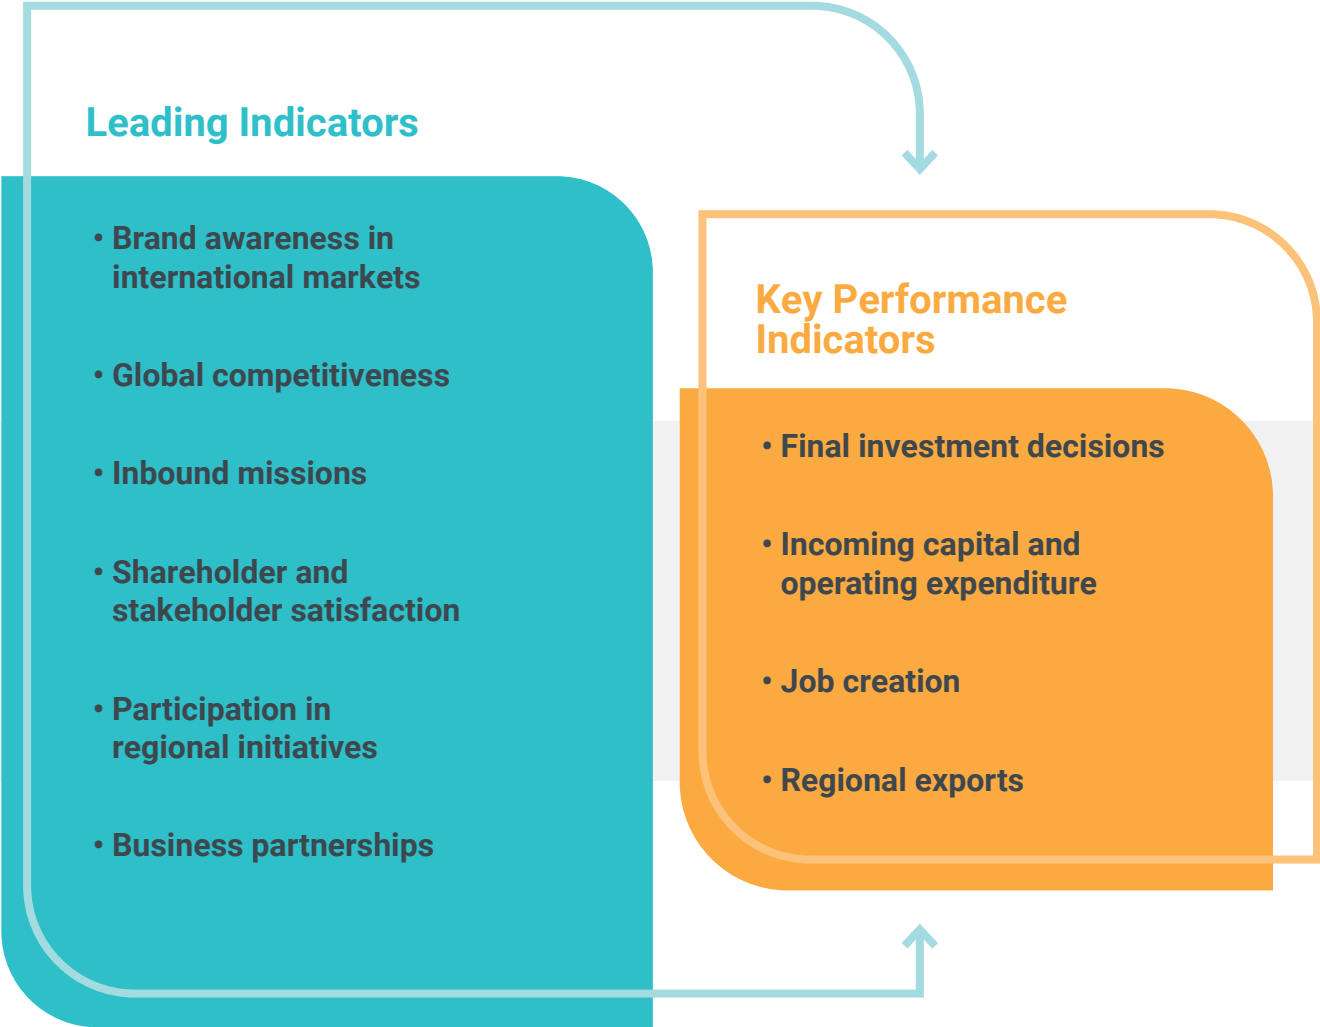 Leading Indicators
• Brand awareness in
international markets
• Global competitiveness
• Inbound missions
• Shareholder and
stakeholder satisfaction
• Participation in
regional initiatives
• Business partnerships
Key Performance
Indicators
• Final investment decisions
• Incoming capital and
operating expenditure
• Job creation
• Regional exports